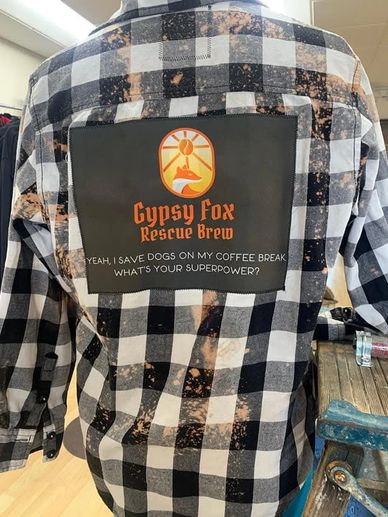 Gypsy Fox
Rescue Brew
YEAH, I SAVE DOGS ON MY COFFEE BREAK
WHAT'S YOUR SUPERPOWER?